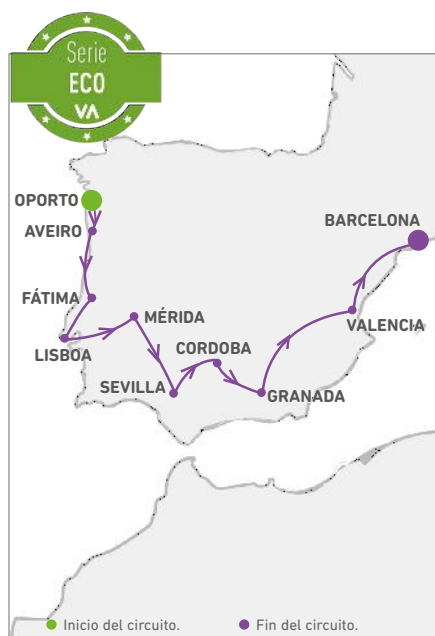 Serie
ECO
VA
OPORTO
AVEIRO
BARCELONA
FÁTIMA
MÉRIDA
VALENCIA
LISBOA
CORDOBA
SEVILLA
GRANADA
Inicio del circuito.
Fin del circuito.